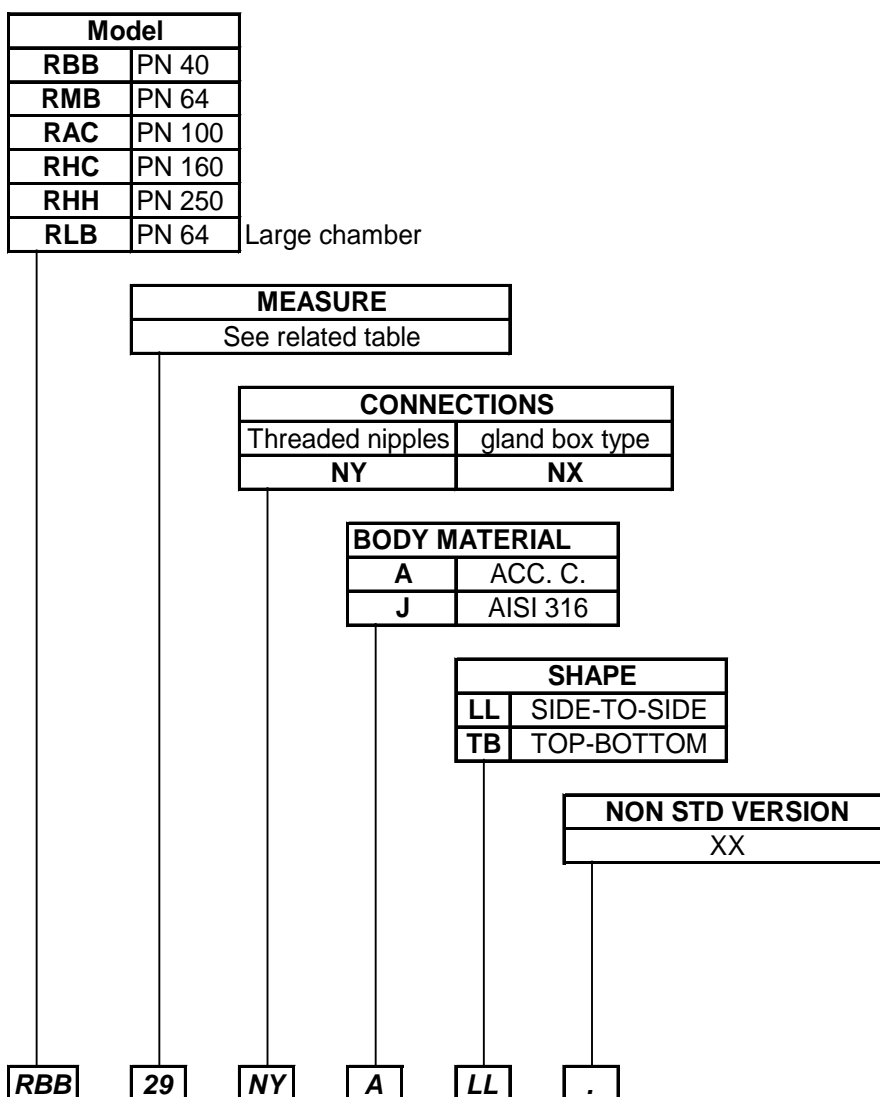 Model
RBB PN 40
RMB PN 64
RAC PN 100
RHC PN 160
RHH PN 250
RLB PN 64 Large chamber
MEASURE
See related table
CONNECTIONS
Threaded nipples gland box type
NY NX
BODY MATERIAL
A ACC. C.
J AISI 316
SHAPE
LL SIDE-TO-SIDE
TB TOP-BOTTOM
NON STD VERSION
XX
RBB 29 NY A LL .